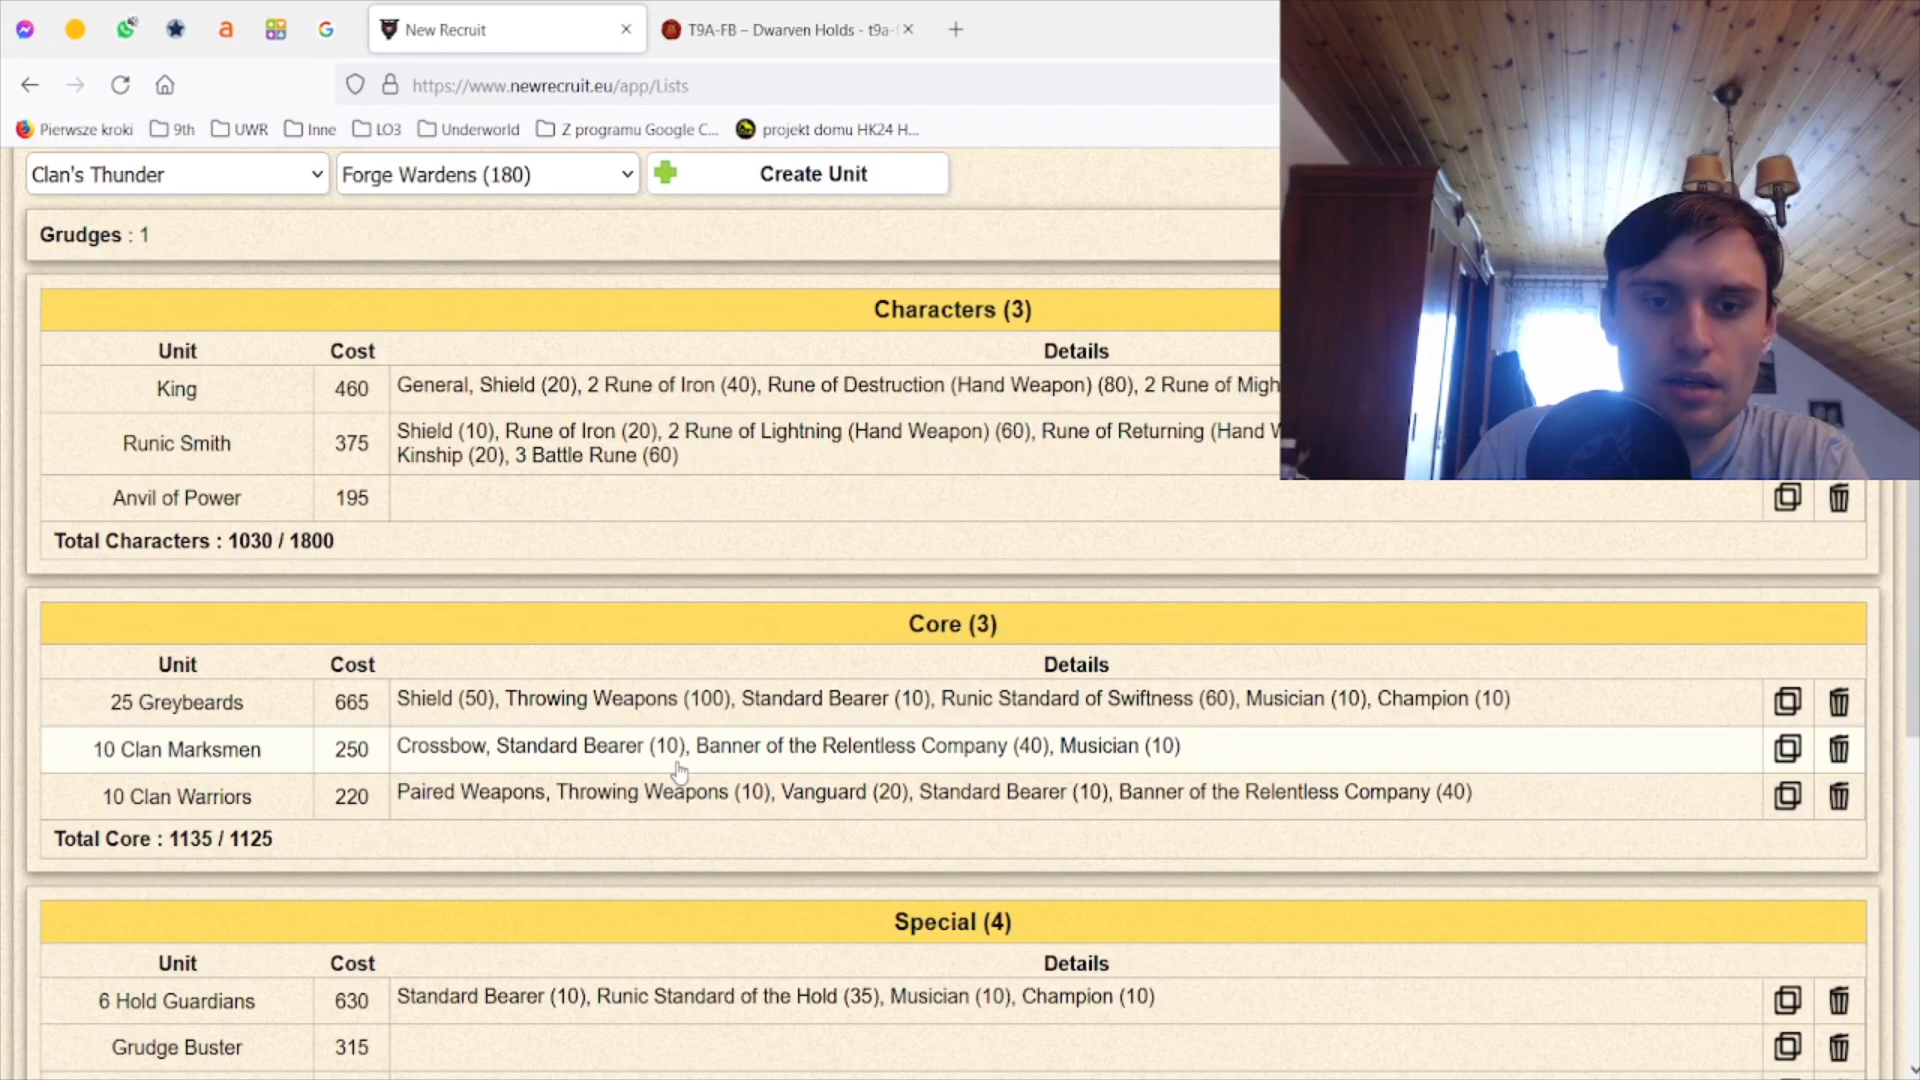 New Recruit
T9A-FB – Dwarven Holds - t9a-
https://www.newrecruit.eu/app/Lists
Pierwsze kroki 9th UWR Inne LO3 Underworld Z programu Google C... projekt domu HK24 H...
Clan's Thunder Forge Wardens (180) Create Unit
Grudges : 1
Characters (3)
Unit Cost Details
King 460 General, Shield (20), 2 Rune of Iron (40), Rune of Destruction (Hand Weapon) (80), 2 Rune of Migh
Runic Smith 375 Shield (10), Rune of Iron (20), 2 Rune of Lightning (Hand Weapon) (60), Rune of Returning (Hand W
Kinship (20), 3 Battle Rune (60)
Anvil of Power 195
Total Characters : 1030 / 1800
Core (3)
Unit Cost Details
25 Greybeards 665 Shield (50), Throwing Weapons (100), Standard Bearer (10), Runic Standard of Swiftness (60), Musician (10), Champion (10)
10 Clan Marksmen 250 Crossbow, Standard Bearer (10), Banner of the Relentless Company (40), Musician (10)
10 Clan Warriors 220 Paired Weapons, Throwing Weapons (10), Vanguard (20), Standard Bearer (10), Banner of the Relentless Company (40)
Total Core : 1135 / 1125
Special (4)
Unit Cost Details
6 Hold Guardians 630 Standard Bearer (10), Runic Standard of the Hold (35), Musician (10), Champion (10)
Grudge Buster 315